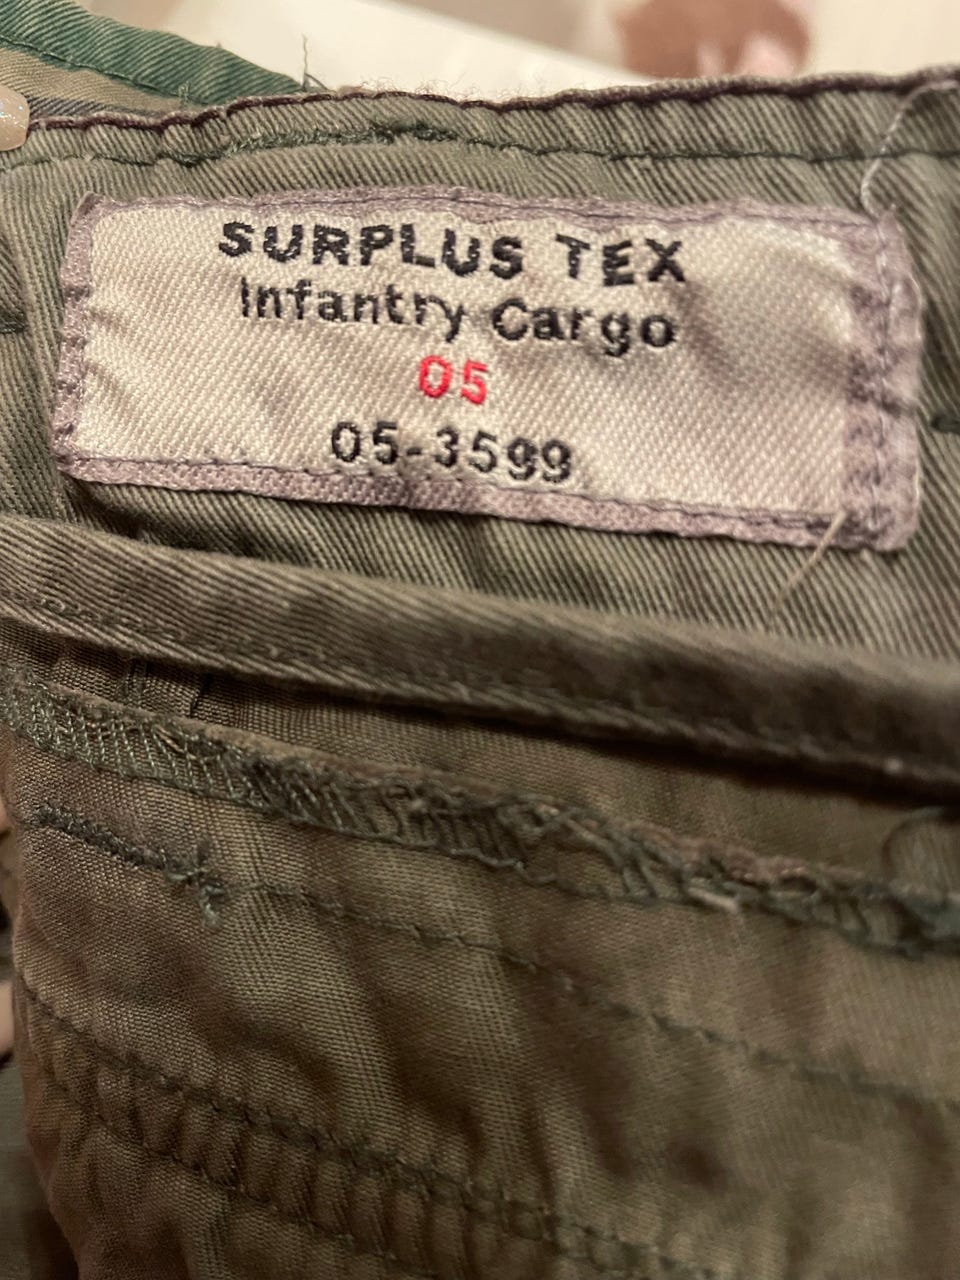 SURPLUS TEX
Infantry Cargo
05
05-3599